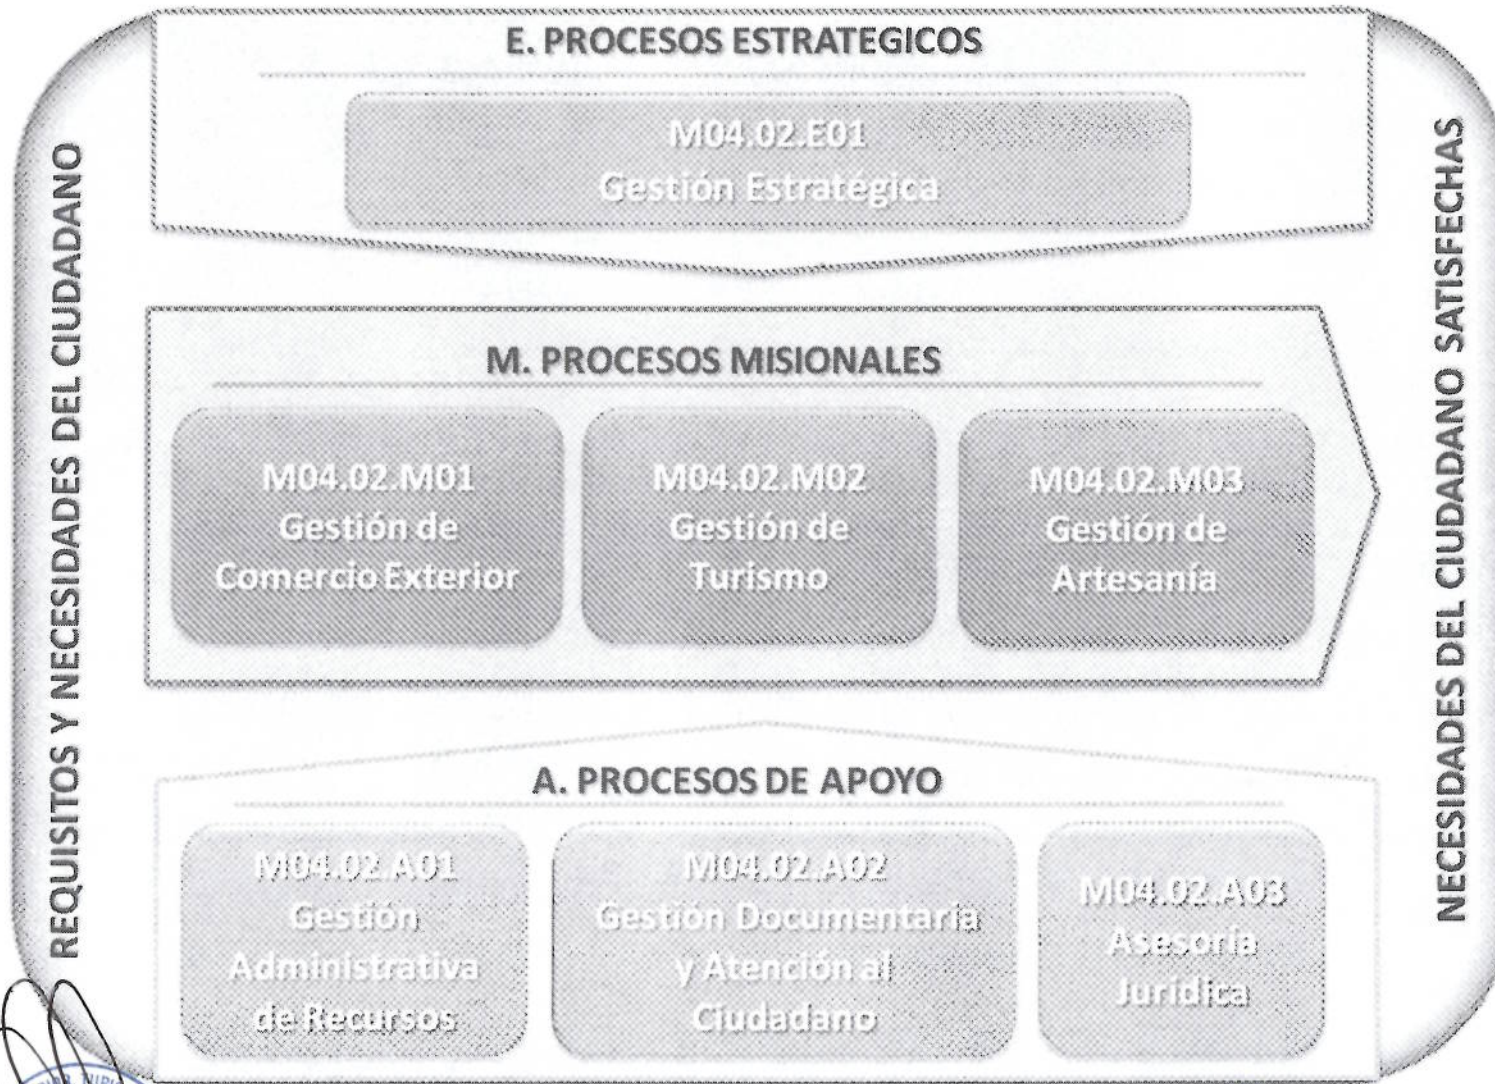 E. PROCESOS ESTRATEGICOS
M04.02.E01
Gestión Estratégica
REQUISITOS Y NECESIDADES DEL CIUDADANO
NECESIDADES DEL CIUDADANO SATISFECHAS
M. PROCESOS MISIONALES
M04.02.M01
Gestión de
Comercio Exterior
M04.02.M02
Gestión de
Turismo
M04.02.M03
Gestión de
Artesanía
A. PROCESOS DE APOYO
M04.02.A01
Gestión
Administrativa
de Recursos
M04.02.A02
Gestión Documentaria
y Atención al
Ciudadano
M04.02.A03
Asesoría
Jurídica